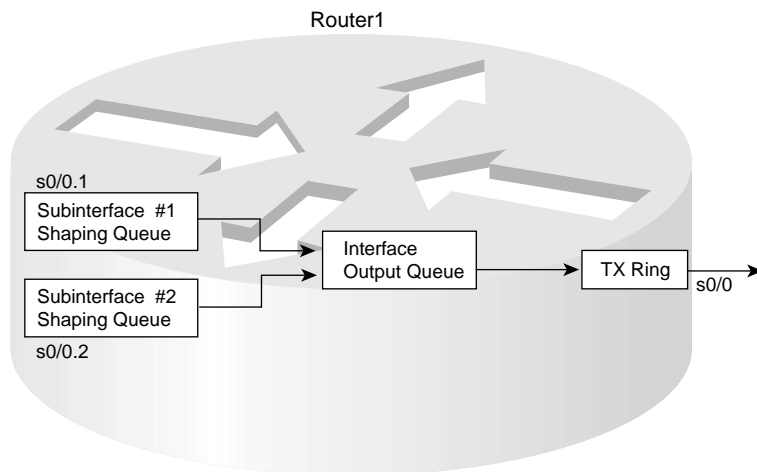 Router1
s0/0.1
Subinterface #1
Shaping Queue
Interface
Output Queue
TX Ring
s0/0
Subinterface #2
Shaping Queue
s0/0.2